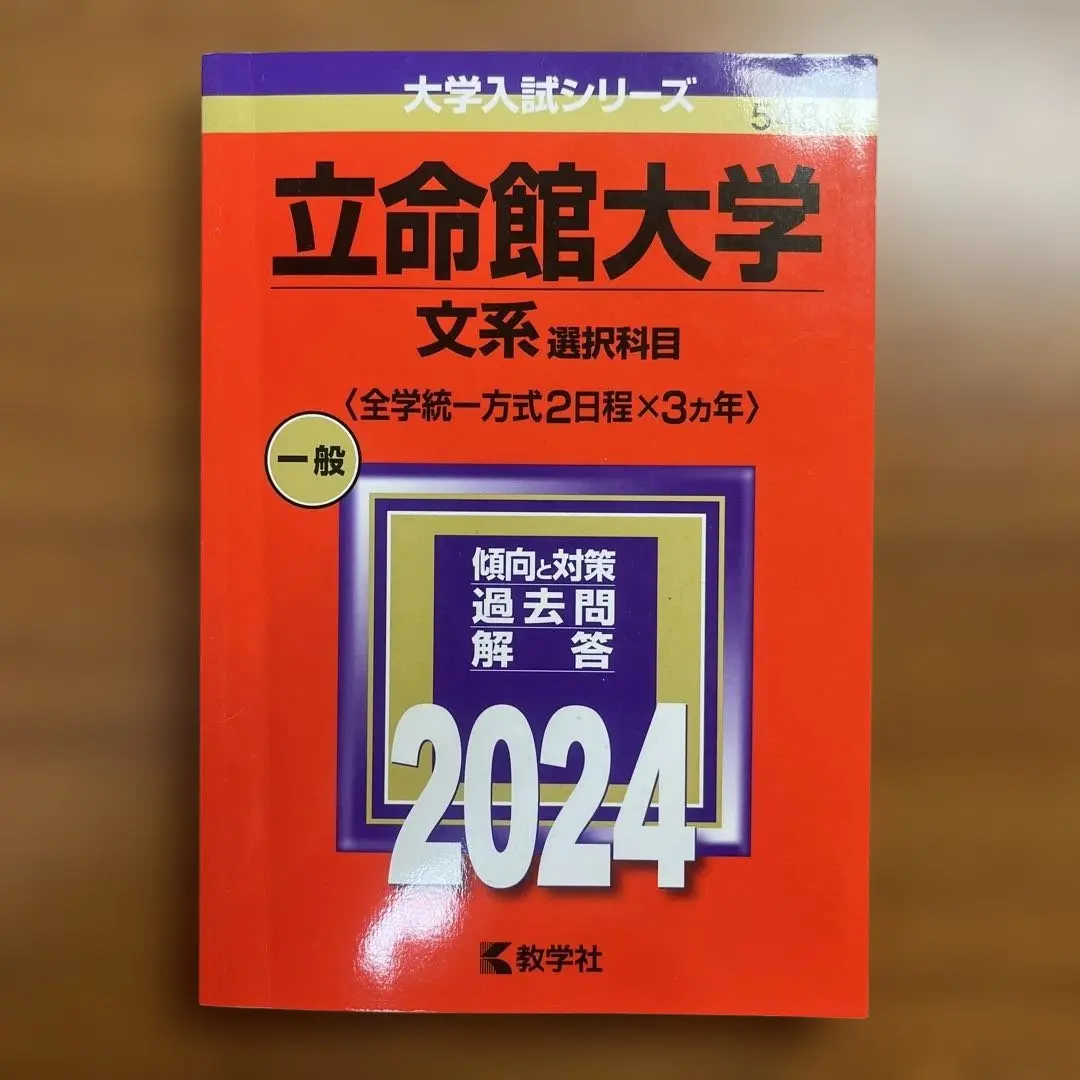 大学入試シリーズ
立命館大学
文系 選択科目
〈全学統一方式2日程×3ヵ年〉
一般
傾向と対策
過去問
解答
2024
教学社